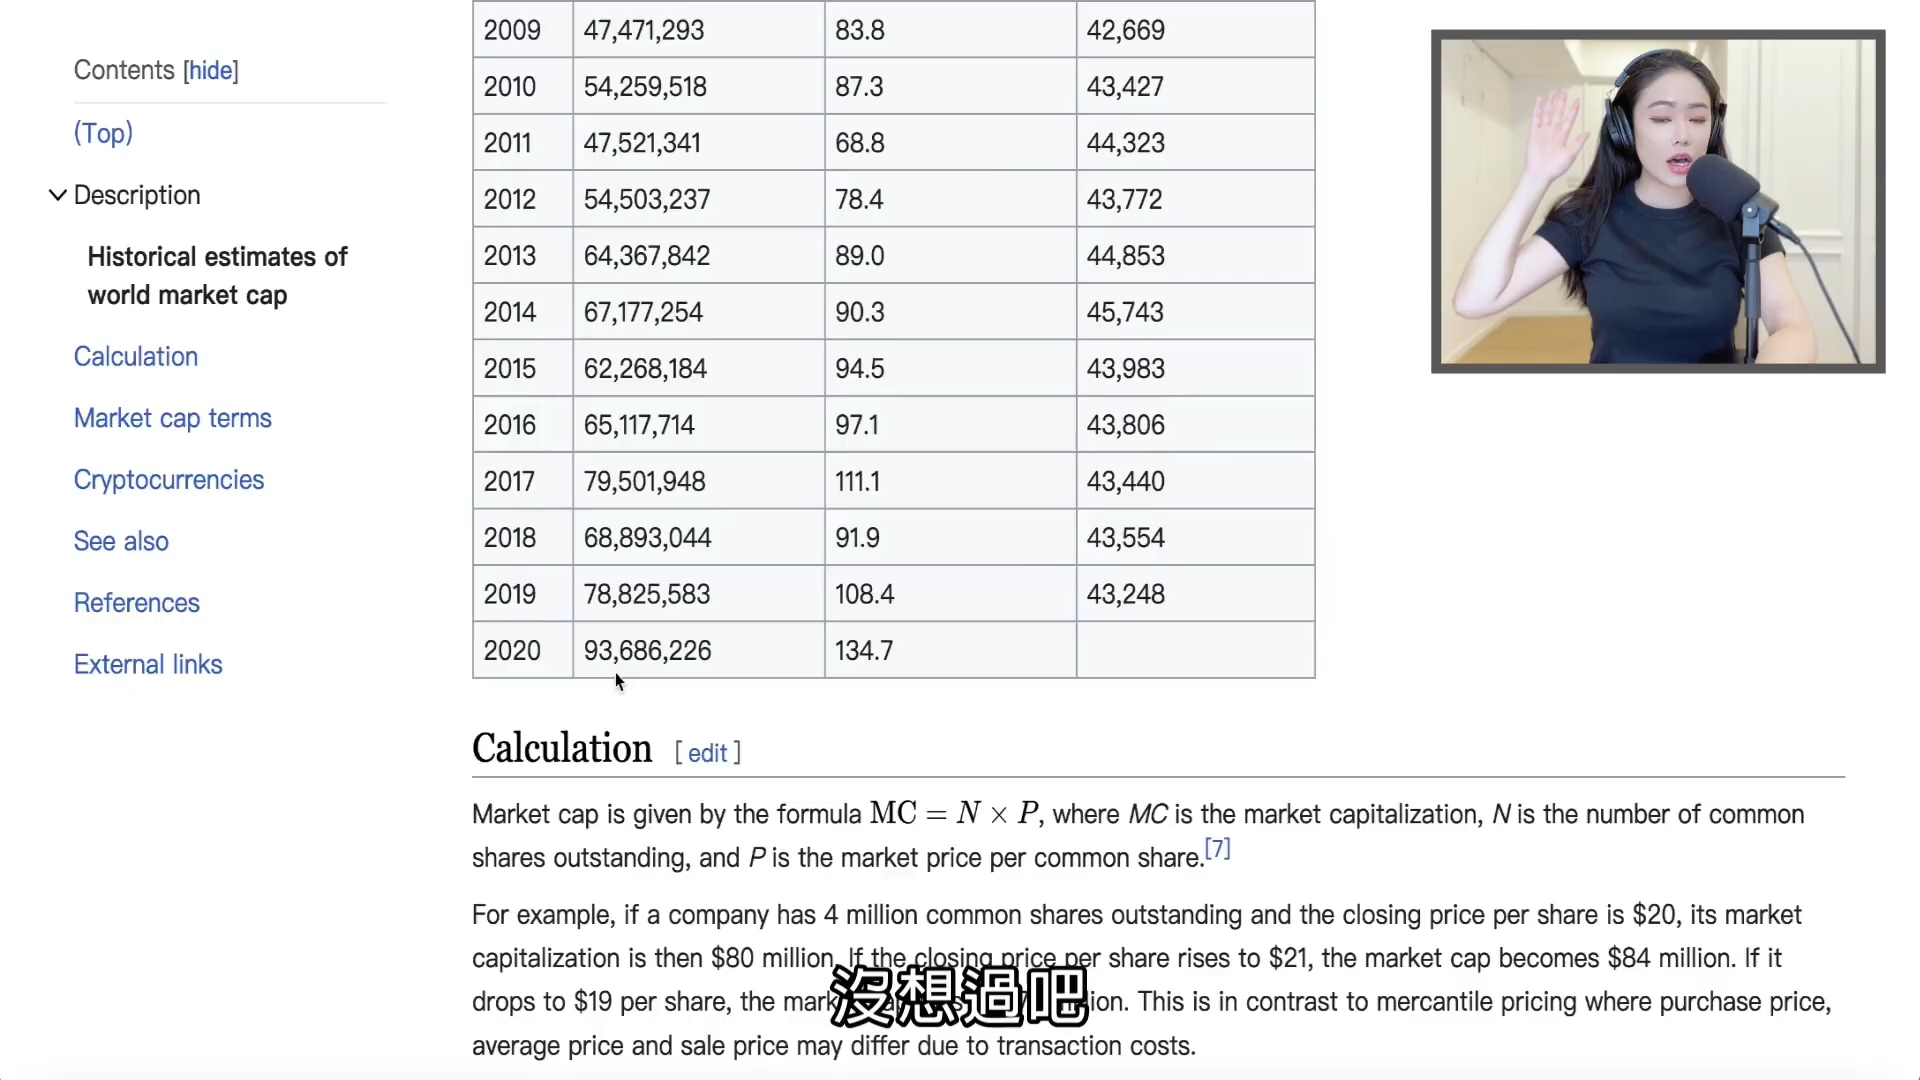 Contents [hide]
(Top)
Description
Historical estimates of
world market cap
Calculation
Market cap terms
Cryptocurrencies
See also
References
External links
2009 47,471,293 83.8 42,669
2010 54,259,518 87.3 43,427
2011 47,521,341 68.8 44,323
2012 54,503,237 78.4 43,772
2013 64,367,842 89.0 44,853
2014 67,177,254 90.3 45,743
2015 62,268,184 94.5 43,983
2016 65,117,714 97.1 43,806
2017 79,501,948 111.1 43,440
2018 68,893,044 91.9 43,554
2019 78,825,583 108.4 43,248
2020 93,686,226 134.7
Calculation [ edit ]
Market cap is given by the formula MC = N × P, where MC is the market capitalization, N is the number of common
shares outstanding, and P is the market price per common share.[7]
For example, if a company has 4 million common shares outstanding and the closing price per share is $20, its market
capitalization is then $80 million. If the closing price per share rises to $21, the market cap becomes $84 million. If it
drops to $19 per share, the This is in contrast to mercantile pricing where purchase price,
average price and sale price may differ due to transaction costs.
沒想過吧